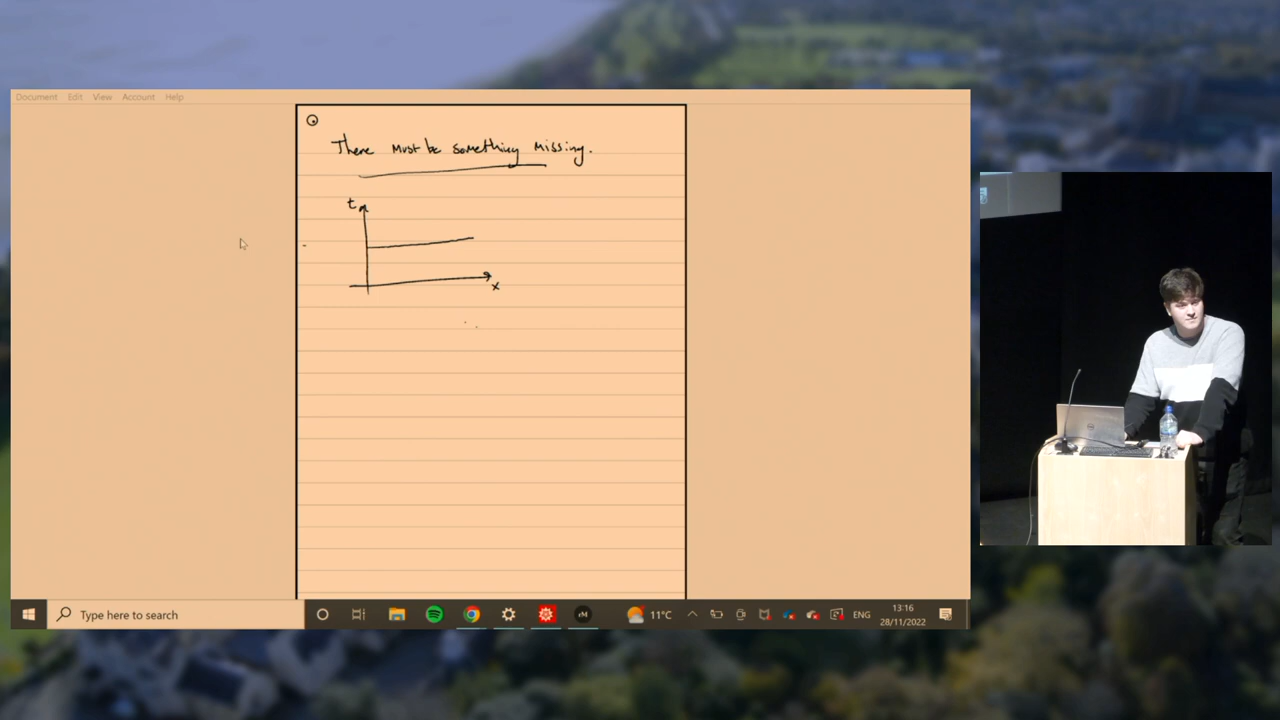 Document Edit View Account Help
There must be something missing.
t
x
Type here to search
rM
11°C
ENG
13:16
28/11/2022